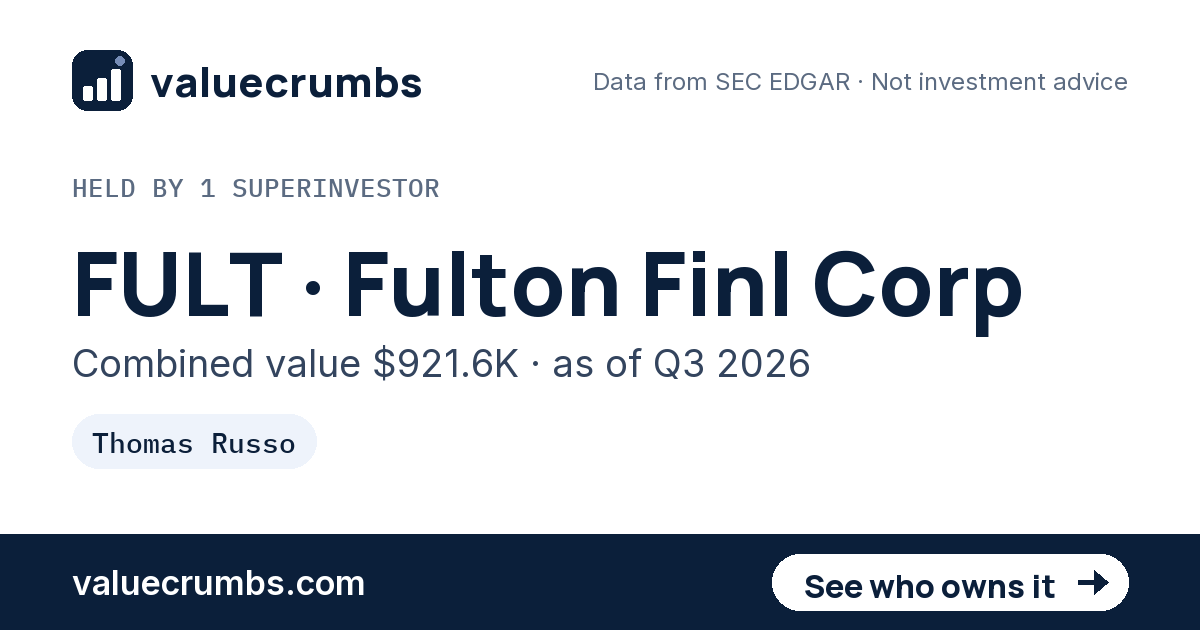 valuecrumbs
Data from SEC EDGAR · Not investment advice
HELD BY 1 SUPERINVESTOR
FULT · Fulton Finl Corp
Combined value $921.6K · as of Q3 2026
Thomas Russo
valuecrumbs.com
See who owns it →